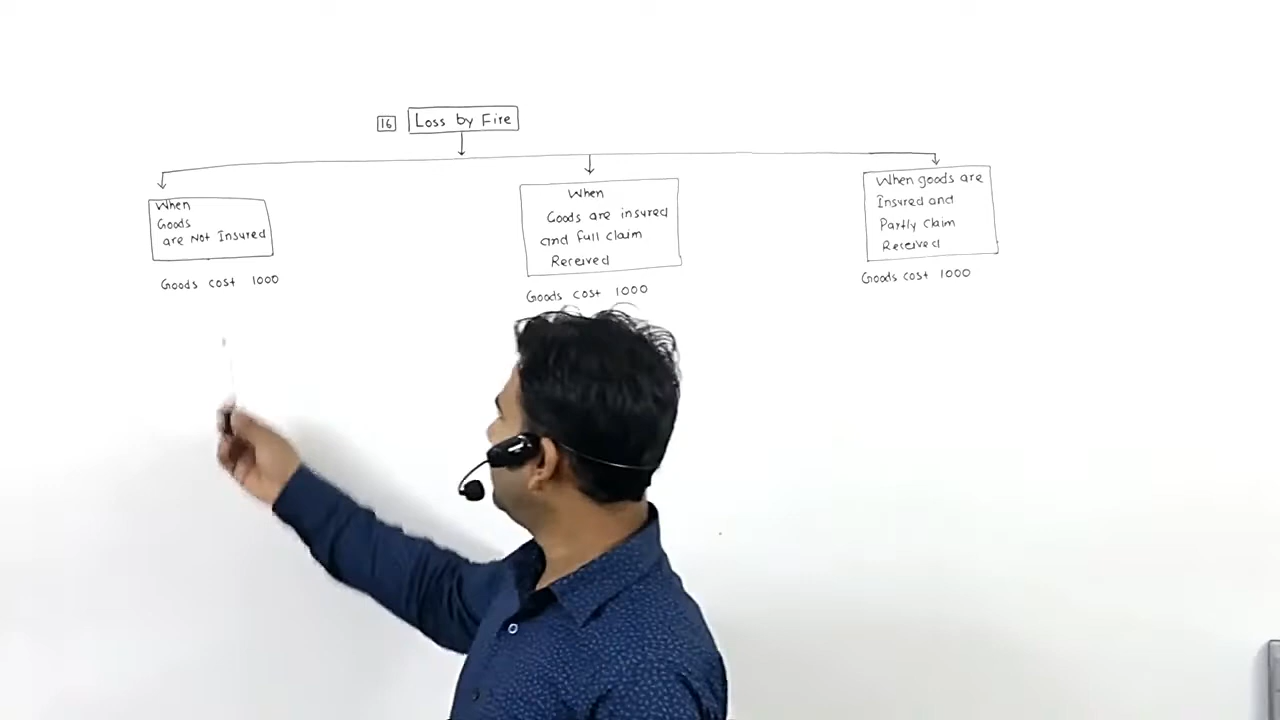 16 Loss by Fire
When
Goods
are Not Insured
Goods cost 1000
When
Goods are insured
and full claim
Received
Goods cost 1000
When goods are
Insured and
Partly claim
Received
Goods cost 1000